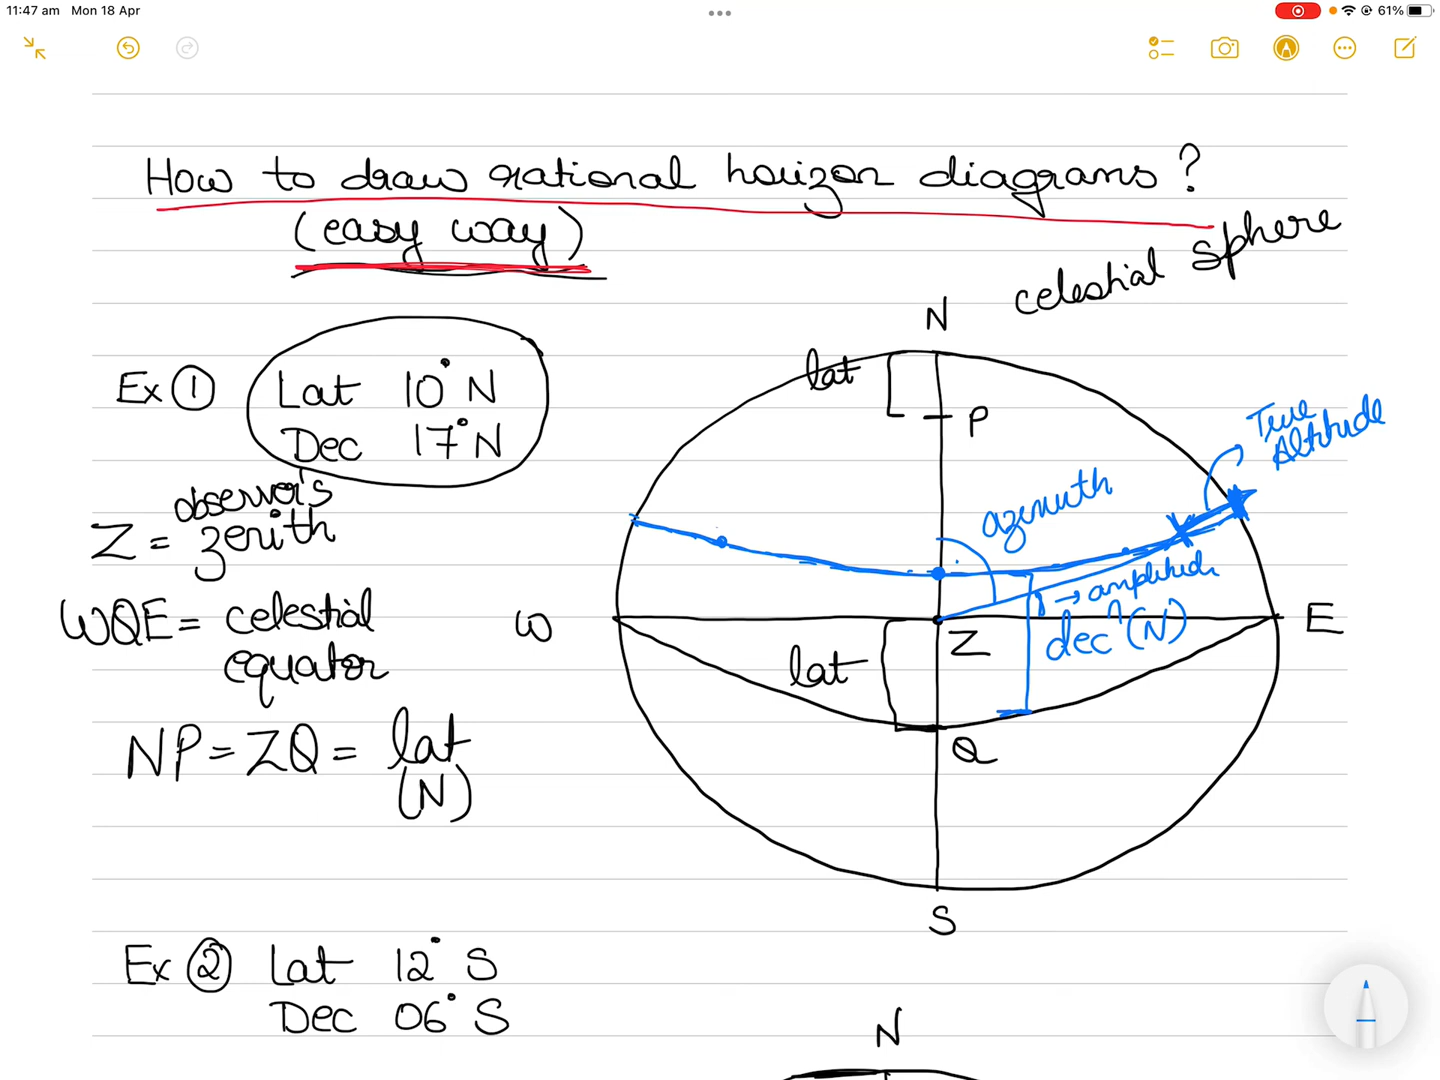 11:47 am Mon 18 Apr
61%
How to draw rational horizon diagrams?
(easy way)
celestial sphere
Ex ① Lat 10° N
Dec 17° N
Z = observer's zenith
WQE = celestial equator
NP = ZQ = lat (N)
N
lat
P
True Altitude
azimuth
→ amplitude
W
E
Z
dec^n (N)
lat
Q
S
Ex ② Lat 12° S
Dec 06° S
N